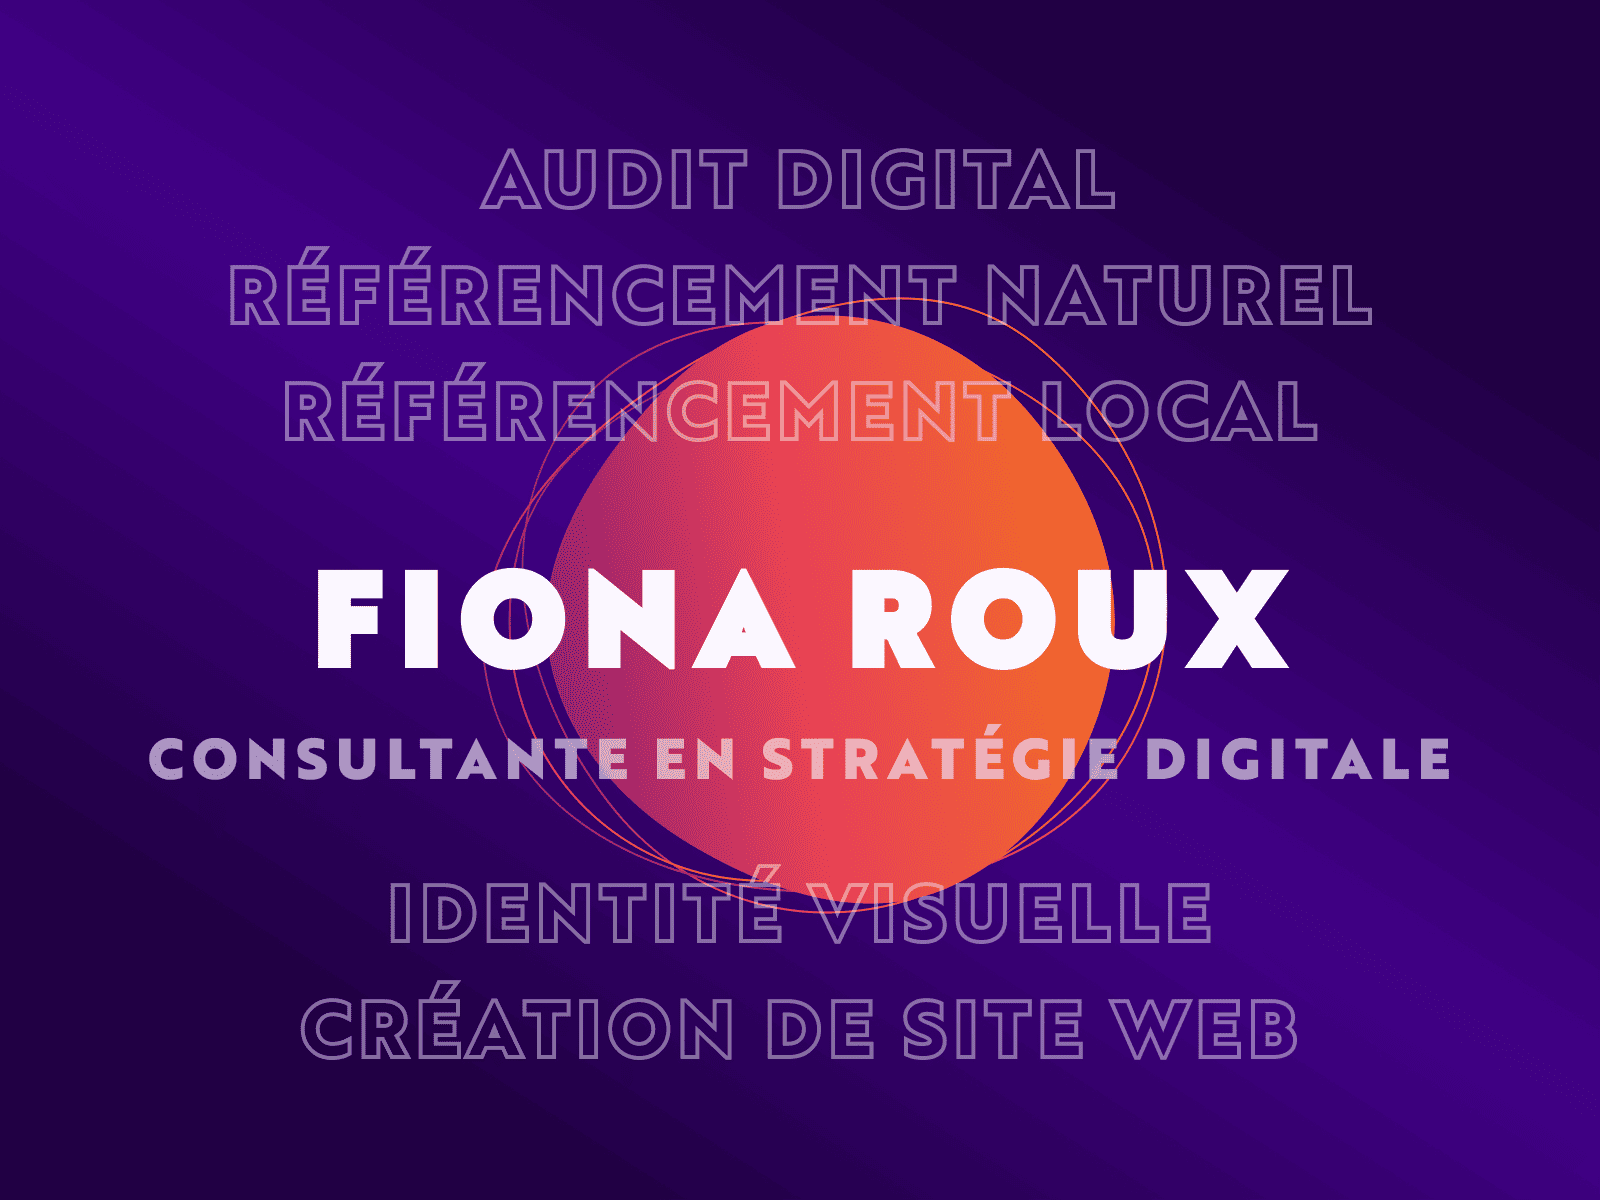 AUDIT DIGITAL
RÉFÉRENCEMENT NATUREL
RÉFÉRENCEMENT LOCAL
FIONA ROUX
CONSULTANTE EN STRATÉGIE DIGITALE
IDENTITÉ VISUELLE
CRÉATION DE SITE WEB